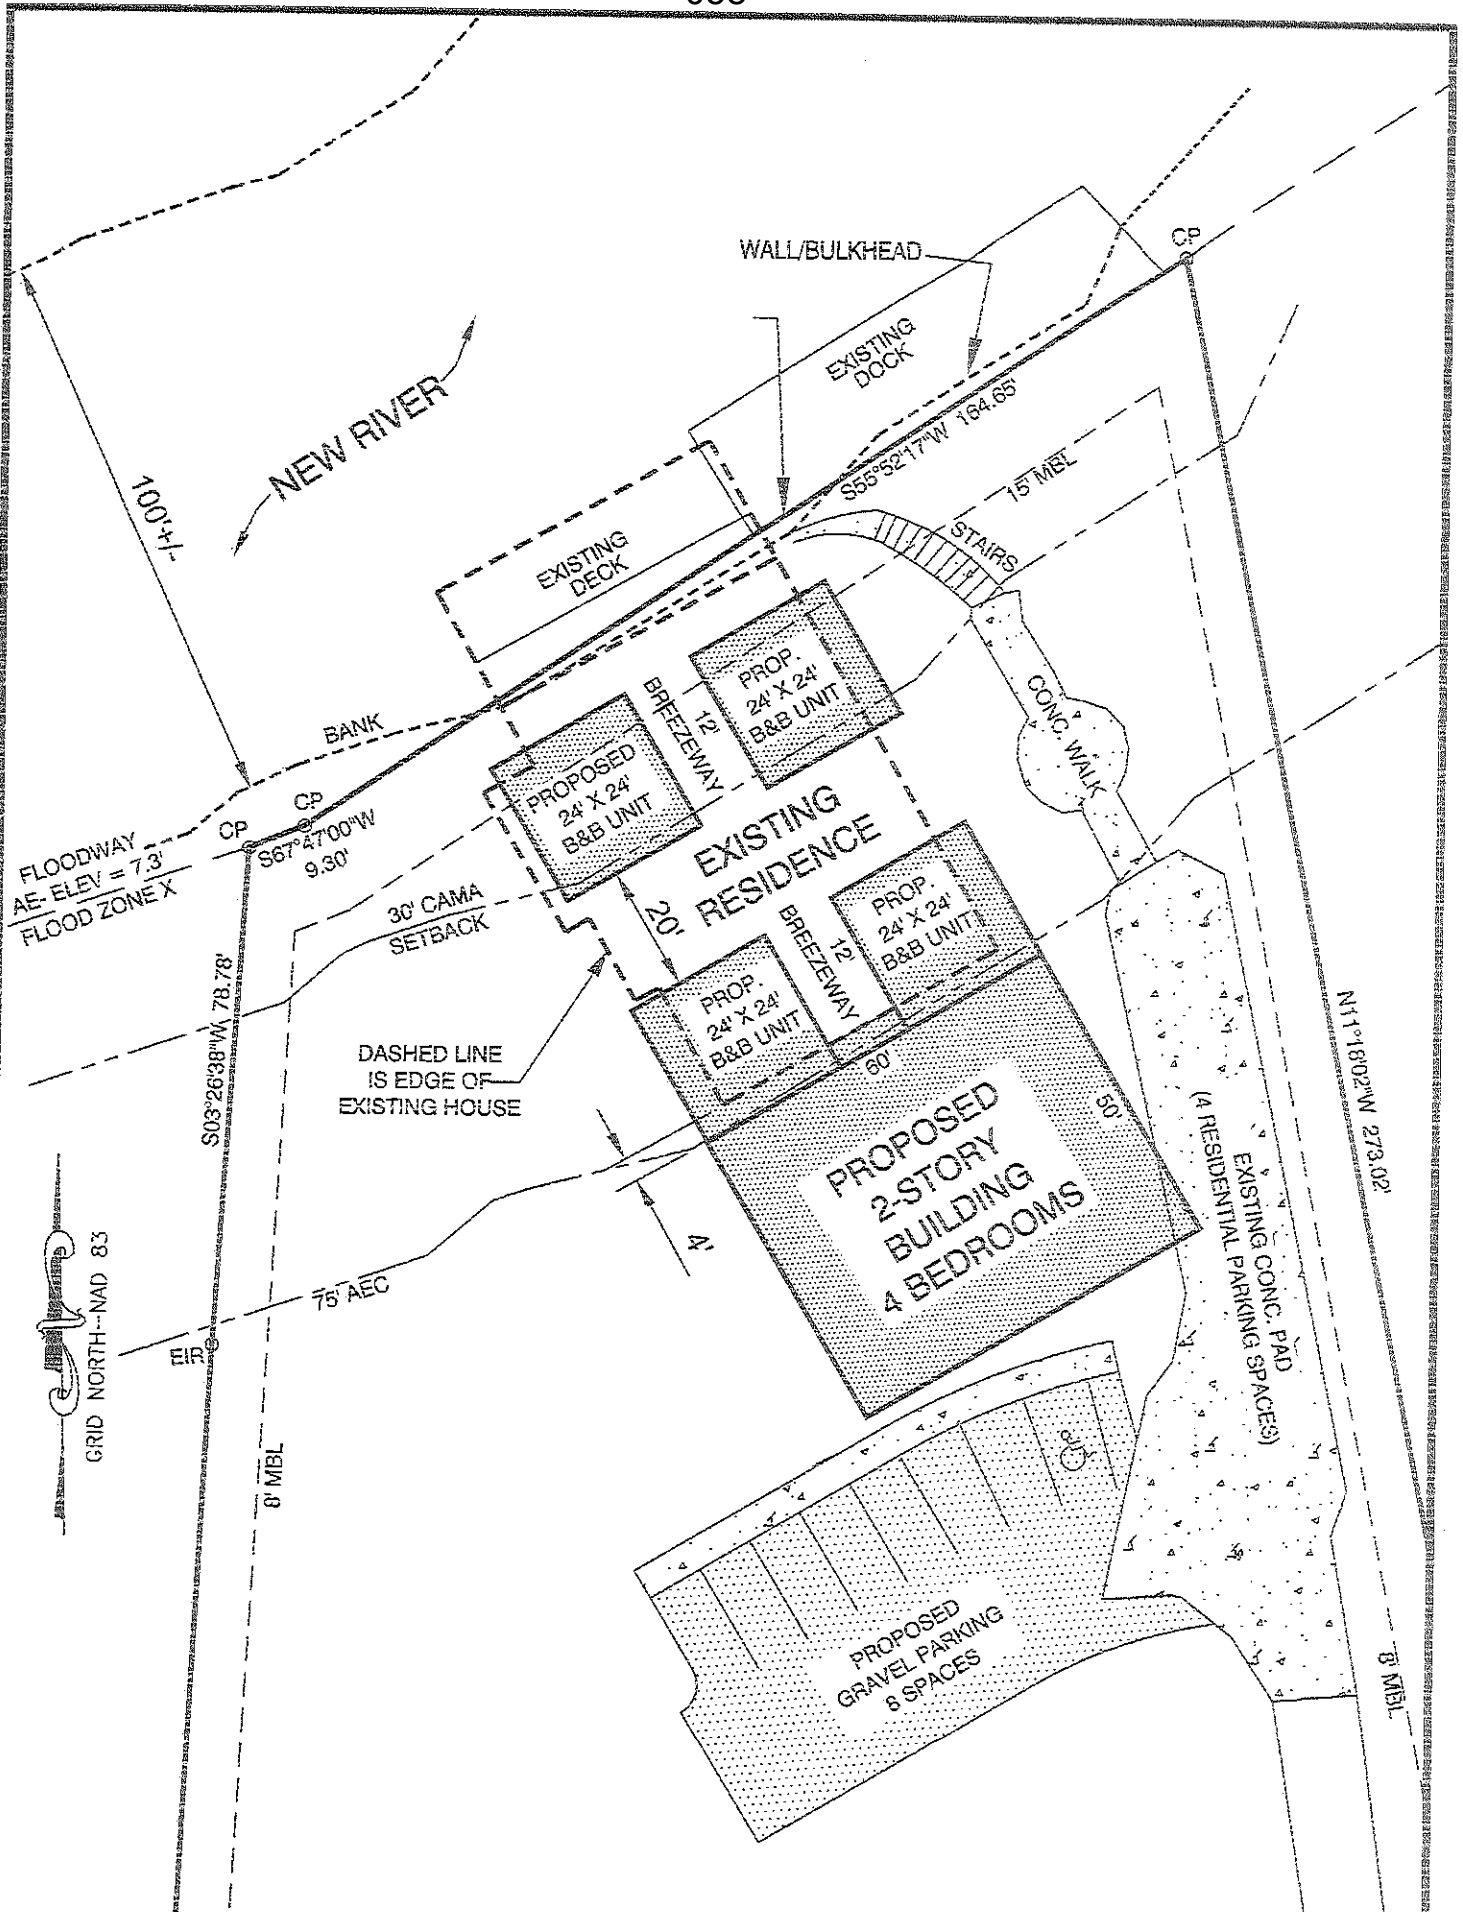 WALL/BULKHEAD
CP
EXISTING
DOCK
NEW RIVER
100'+/-
S55°52'17"W 164.65'
15' MBL
STAIRS
EXISTING
DECK
BANK
PROP.
24' X 24'
B&B UNIT
12'
BREEZEWAY
PROPOSED
24' X 24'
B&B UNIT
CONC. WALK
CP
CP
S67°47'00"W
9.30'
FLOODWAY
AE- ELEV = 7.3'
FLOOD ZONE X
30' CAMA
SETBACK
EXISTING
RESIDENCE
20'
PROP.
24' X 24'
B&B UNIT
12'
BREEZEWAY
PROP.
24' X 24'
B&B UNIT
S03°26'38"W 78.78'
DASHED LINE
IS EDGE OF
EXISTING HOUSE
60'
50'
PROPOSED
2-STORY
BUILDING
4 BEDROOMS
4'
N11°18'02"W 273.02'
EXISTING CONC. PAD
(4 RESIDENTIAL PARKING SPACES)
75' AEC
EIR
GRID NORTH-NAD 83
8' MBL
PROPOSED
GRAVEL PARKING
8 SPACES
8' MBL